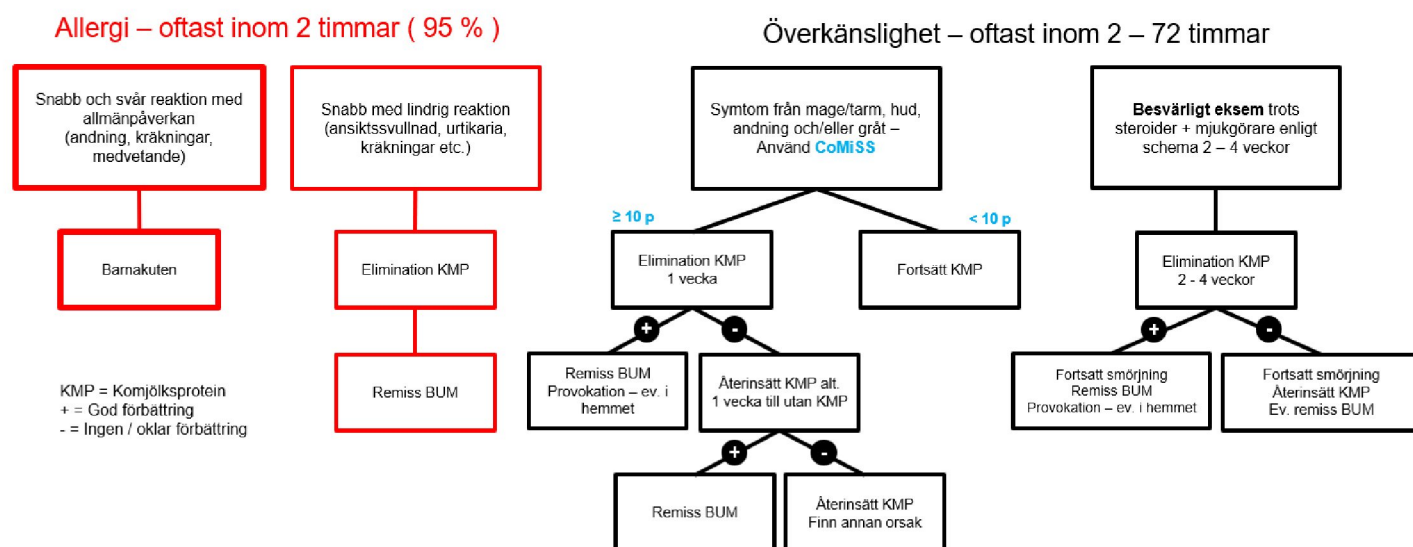 Allergi – oftast inom 2 timmar ( 95 % )
Snabb och svår reaktion med
allmänpåverkan
(andning, kräkningar,
medvetande)
Barnakuten
Snabb med lindrig reaktion
(ansiktssvullnad, urtikaria,
kräkningar etc.)
Elimination KMP
Remiss BUM
KMP = Komjölksprotein
+ = God förbättring
- = Ingen / oklar förbättring
Överkänslighet – oftast inom 2 – 72 timmar
Symtom från mage/tarm, hud,
andning och/eller gråt –
Använd CoMiSS
≥ 10 p
< 10 p
Elimination KMP
1 vecka
Fortsätt KMP
+
-
Remiss BUM
Provokation – ev. i
hemmet
Återinsätt KMP alt.
1 vecka till utan KMP
+
-
Remiss BUM
Återinsätt KMP
Finn annan orsak
Besvärligt eksem trots
steroider + mjukgörare enligt
schema 2 – 4 veckor
Elimination KMP
2 - 4 veckor
+
-
Fortsatt smörjning
Remiss BUM
Provokation – ev. i hemmet
Fortsatt smörjning
Återinsätt KMP
Ev. remiss BUM